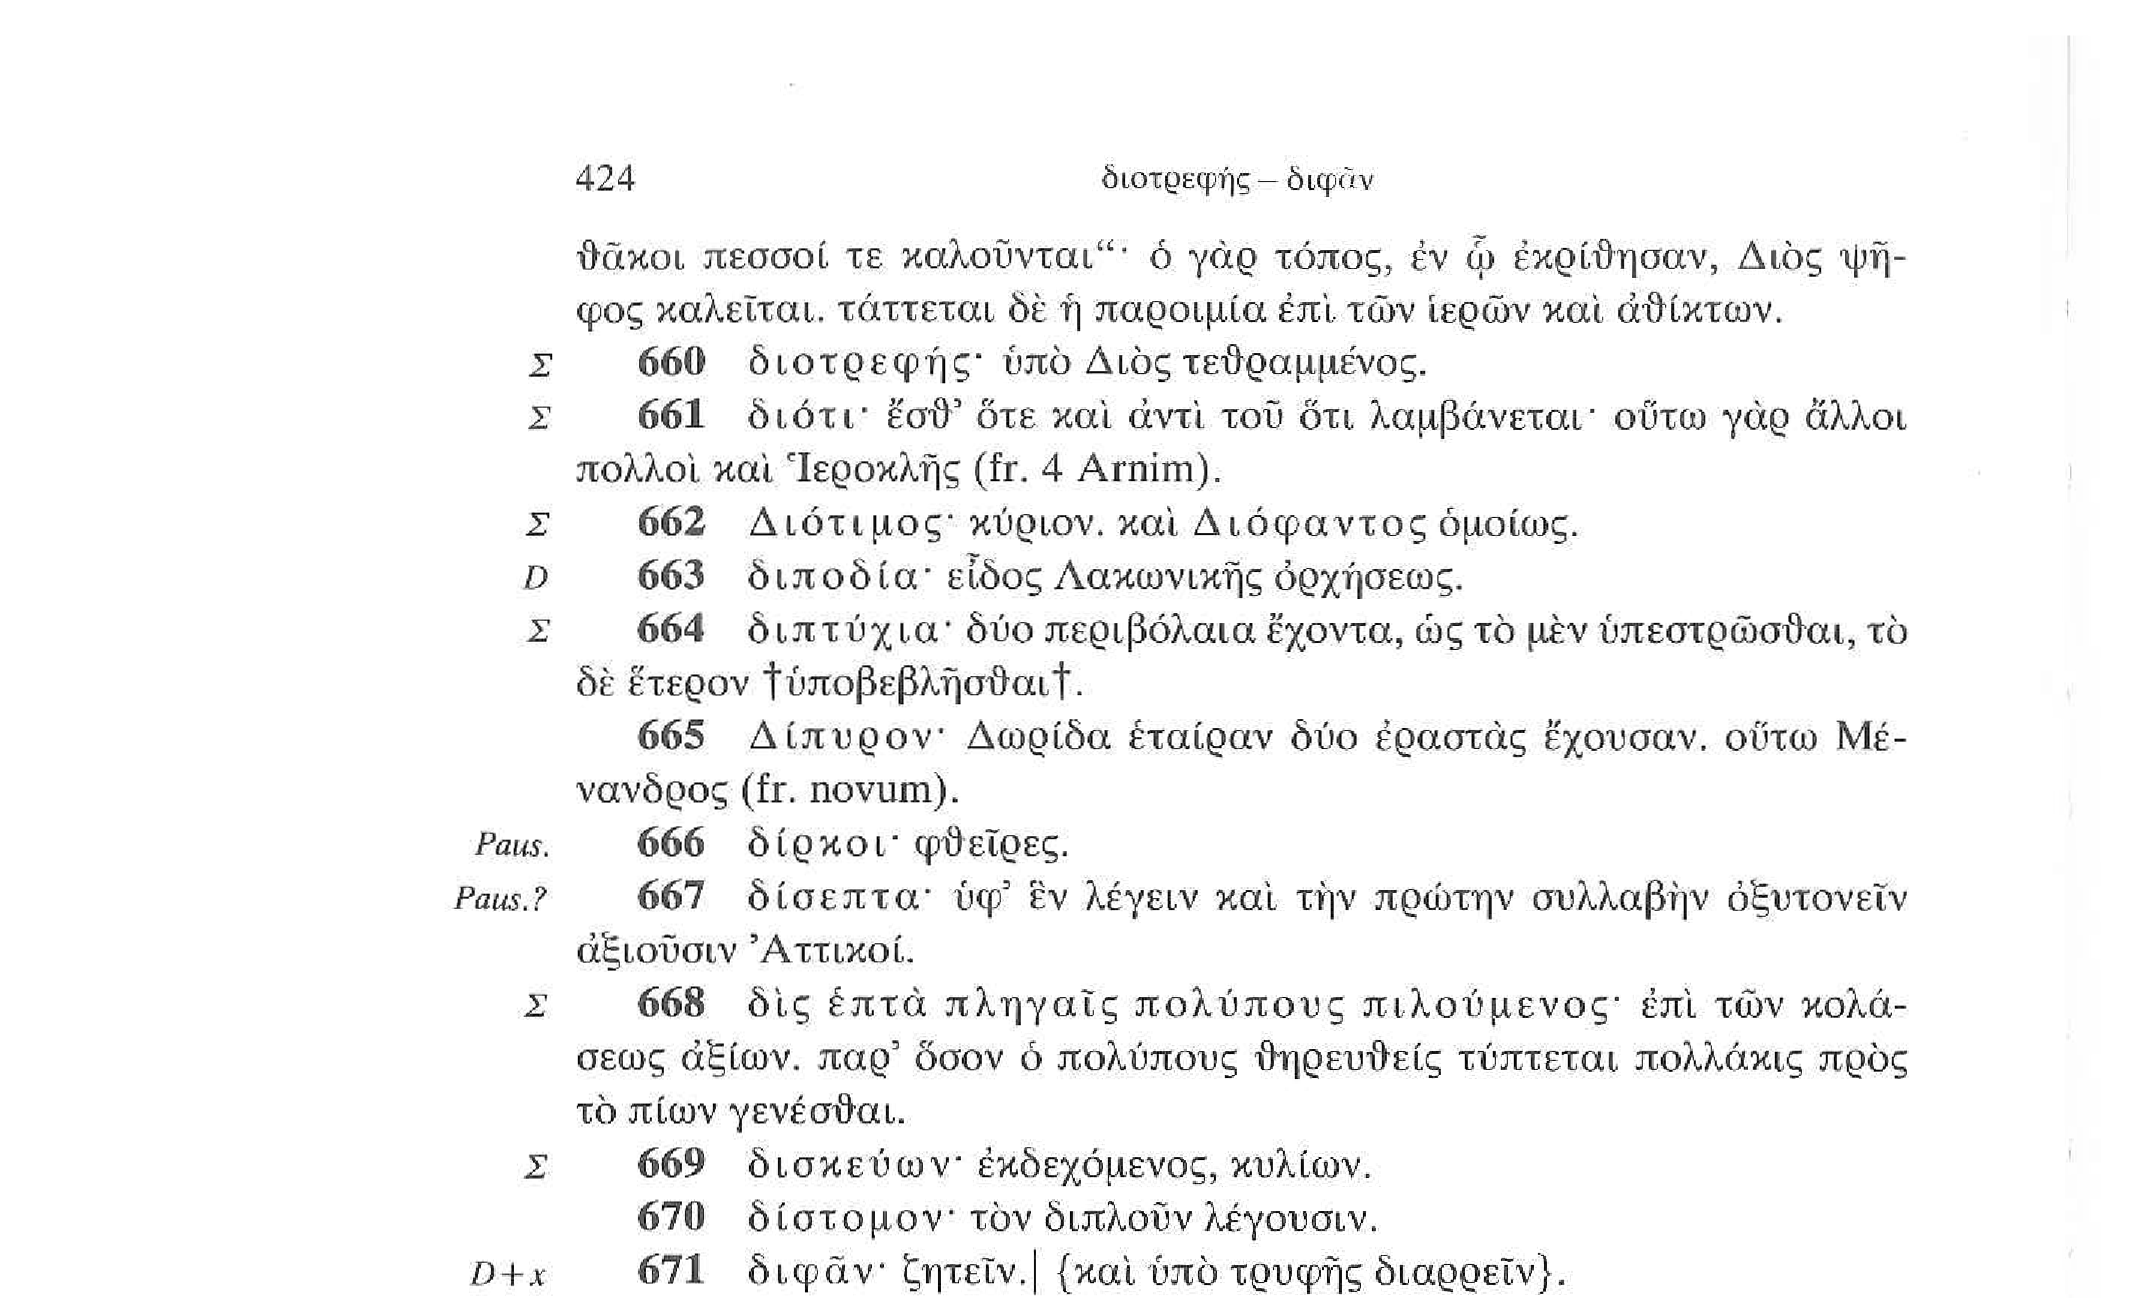 424 διοτρεφής – διφᾶν
θᾶκοι πεσσοί τε καλοῦνται“· ὁ γὰρ τόπος, ἐν ᾧ ἐκρίθησαν, Διὸς ψῆ-
φος καλεῖται. τάττεται δὲ ἡ παροιμία ἐπὶ τῶν ἱερῶν καὶ ἀθίκτων.
Σ 660 διοτρεφής· ὑπὸ Διὸς τεθραμμένος.
Σ 661 διότι· ἔσθ’ ὅτε καὶ ἀντὶ τοῦ ὅτι λαμβάνεται· οὕτω γὰρ ἄλλοι
πολλοὶ καὶ Ἱεροκλῆς (fr. 4 Arnim).
Σ 662 Διότιμος· κύριον. καὶ Διόφαντος ὁμοίως.
D 663 διποδία· εἶδος Λακωνικῆς ὀρχήσεως.
Σ 664 διπτύχια· δύο περιβόλαια ἔχοντα, ὡς τὸ μὲν ὑπεστρῶσθαι, τὸ
δὲ ἕτερον †ὑποβεβλῆσθαι†.
665 Δίπυρον· Δωρίδα ἑταίραν δύο ἐραστὰς ἔχουσαν. οὕτω Μέ-
νανδρος (fr. novum).
Paus. 666 δίρκοι· φθεῖρες.
Paus.? 667 δίσεπτα· ὑφ’ ἓν λέγειν καὶ τὴν πρώτην συλλαβὴν ὀξυτονεῖν
ἀξιοῦσιν Ἀττικοί.
Σ 668 δὶς ἑπτὰ πληγαῖς πολύπους πιλούμενος· ἐπὶ τῶν κολά-
σεως ἀξίων. παρ’ ὅσον ὁ πολύπους θηρευθείς τύπτεται πολλάκις πρὸς
τὸ πίων γενέσθαι.
Σ 669 δισκεύων· ἐκδεχόμενος, κυλίων.
670 δίστομον· τὸν διπλοῦν λέγουσιν.
D+x 671 διφᾶν· ζητεῖν.| {καὶ ὑπὸ τρυφῆς διαρρεῖν}.